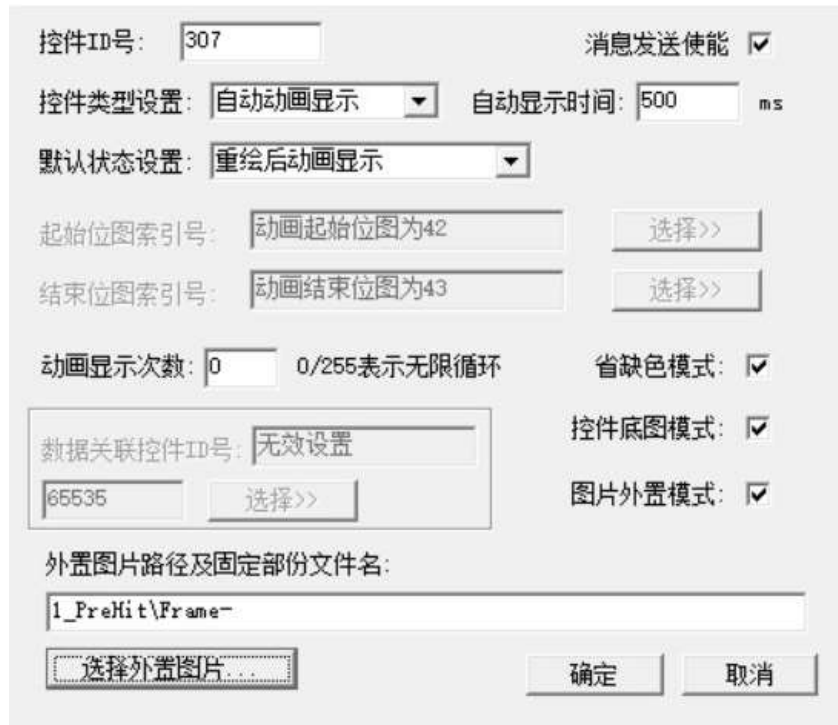 控件ID号: 307 消息发送使能
控件类型设置: 自动动画显示 自动显示时间: 500 ms
默认状态设置: 重绘后动画显示
起始位图索引号: 动画起始位图为42 选择>>
结束位图索引号: 动画结束位图为43 选择>>
动画显示次数: 0 0/255表示无限循环 省缺色模式:
控件底图模式:
数据关联控件ID号: 无效设置
65535 选择>> 图片外置模式:
外置图片路径及固定部份文件名:
1_PreHit\Frame-
选择外置图片... 确定 取消